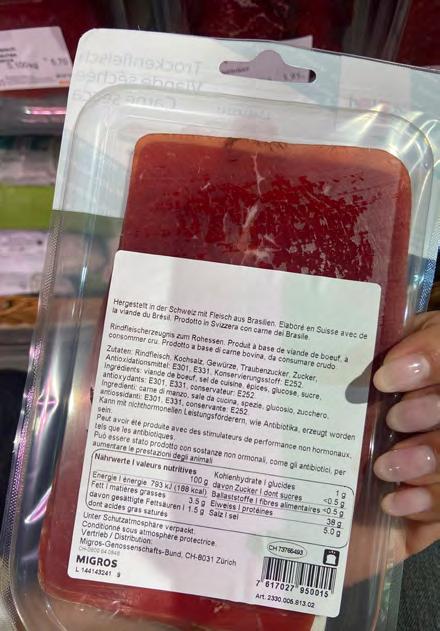 Trockenfleisch
Viande séchée
Carne secca
Hergestellt in der Schweiz mit Fleisch aus Brasilien. Elaboré en Suisse avec de
la viande du Brésil. Prodotto in Svizzera con carne del Brasile.
Rindfleischerzeugnis zum Rohessen. Produit à base de viande de boeuf, à
consommer cru. Prodotto a base di carne bovina, da consumare crudo.
Zutaten: Rindfleisch, Kochsalz, Gewürze, Traubenzucker, Zucker,
Antioxidationsmittel: E301, E331, Konservierungsstoff: E252.
Ingrédients: viande de boeuf, sel de cuisine, épices, glucose, sucre,
antioxydants: E301, E331, conservateur: E252.
Ingredienti: carne di manzo, sale da cucina, spezie, glucosio, zucchero,
antiossidanti: E301, E331, conservante: E252.
Kann mit nichthormonellen Leistungsförderern, wie Antibiotika, erzeugt worden
sein.
Peut avoir été produit avec des stimulateurs de performance non hormonaux,
tels que les antibiotiques.
Può essere stato prodotto con sostanze non ormonali, come gli antibiotici, per
aumentare le prestazioni degli animali.
Nährwerte I valeurs nutritives 100 g
Energie I énergie 793 kJ (188 kcal)
Fett I matières grasses 3.5 g
davon gesättigte Fettsäuren I 1.5 g
dont acides gras saturés
Kohlenhydrate I glucides 1 g
davon Zucker I dont sucres <0.5 g
Ballaststoffe I fibres alimentaires <0.5 g
Eiweiss I protéines 38 g
Salz I sel 5.0 g
Unter Schutzatmosphäre verpackt.
Conditionné sous atmosphère protectrice.
Vertrieb / Distribution:
Migros-Genossenschafts-Bund, CH-8031 Zürich
MIGROS
L 144143241 9
CH 73766493
7 617027 950015
Art. 2330.006.813.02